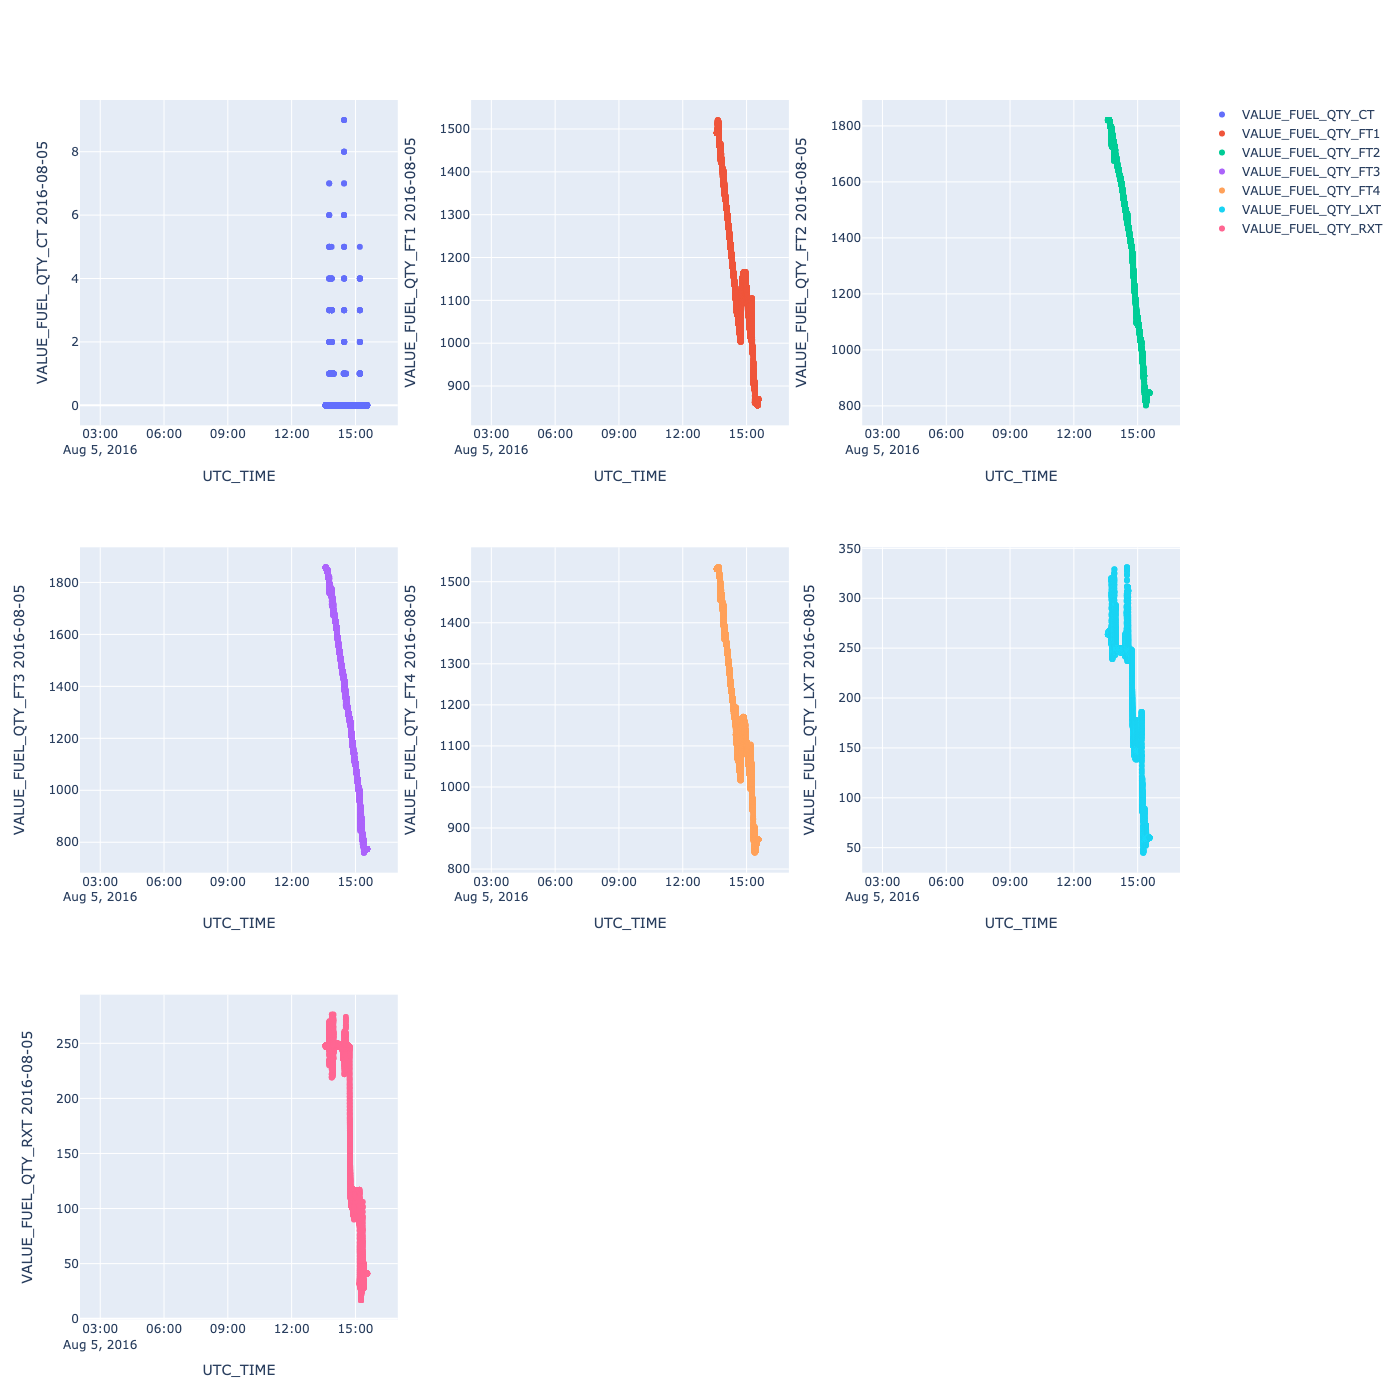 VALUE_FUEL_QTY_CT 2016-08-05
8
6
4
2
0
03:00 06:00 09:00 12:00 15:00
Aug 5, 2016
UTC_TIME
VALUE_FUEL_QTY_FT1 2016-08-05
1500
1400
1300
1200
1100
1000
900
03:00 06:00 09:00 12:00 15:00
Aug 5, 2016
UTC_TIME
VALUE_FUEL_QTY_FT2 2016-08-05
1800
1600
1400
1200
1000
800
03:00 06:00 09:00 12:00 15:00
Aug 5, 2016
UTC_TIME
VALUE_FUEL_QTY_CT
VALUE_FUEL_QTY_FT1
VALUE_FUEL_QTY_FT2
VALUE_FUEL_QTY_FT3
VALUE_FUEL_QTY_FT4
VALUE_FUEL_QTY_LXT
VALUE_FUEL_QTY_RXT
VALUE_FUEL_QTY_FT3 2016-08-05
1800
1600
1400
1200
1000
800
03:00 06:00 09:00 12:00 15:00
Aug 5, 2016
UTC_TIME
VALUE_FUEL_QTY_FT4 2016-08-05
1500
1400
1300
1200
1100
1000
900
800
03:00 06:00 09:00 12:00 15:00
Aug 5, 2016
UTC_TIME
VALUE_FUEL_QTY_LXT 2016-08-05
350
300
250
200
150
100
50
03:00 06:00 09:00 12:00 15:00
Aug 5, 2016
UTC_TIME
VALUE_FUEL_QTY_RXT 2016-08-05
250
200
150
100
50
0
03:00 06:00 09:00 12:00 15:00
Aug 5, 2016
UTC_TIME